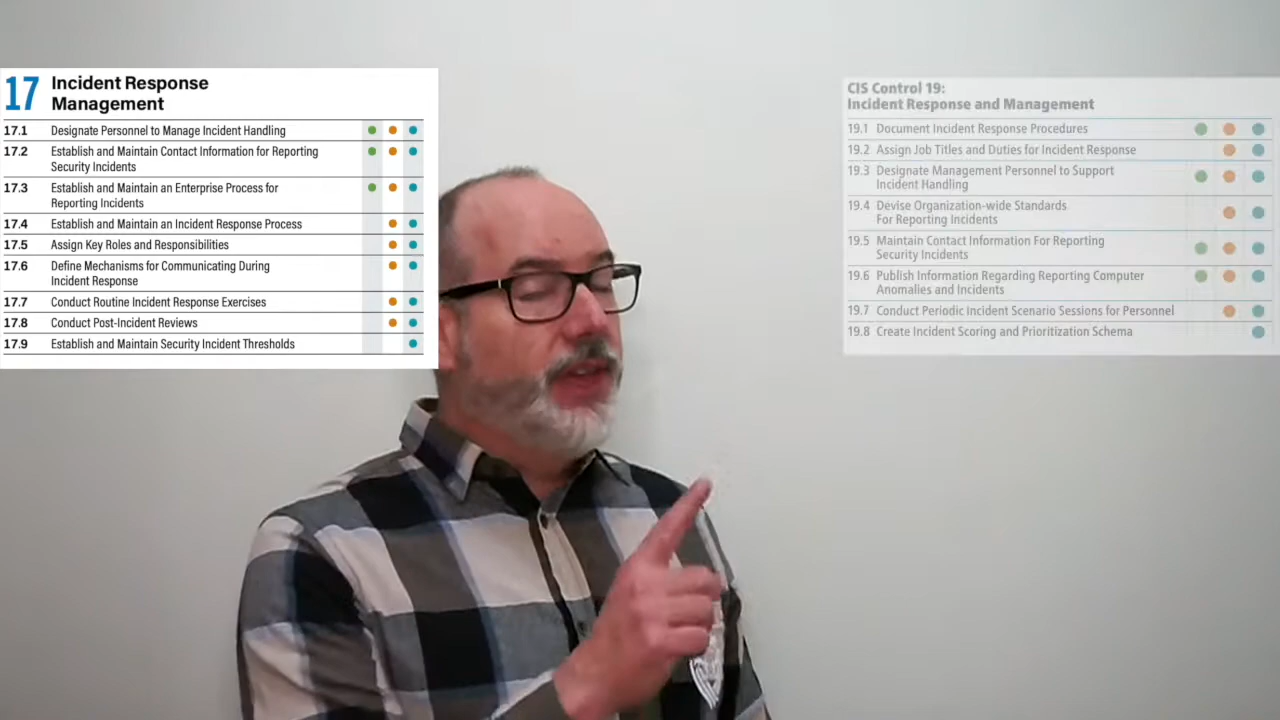 17 Incident Response
Management
17.1 Designate Personnel to Manage Incident Handling
17.2 Establish and Maintain Contact Information for Reporting
Security Incidents
17.3 Establish and Maintain an Enterprise Process for
Reporting Incidents
17.4 Establish and Maintain an Incident Response Process
17.5 Assign Key Roles and Responsibilities
17.6 Define Mechanisms for Communicating During
Incident Response
17.7 Conduct Routine Incident Response Exercises
17.8 Conduct Post-Incident Reviews
17.9 Establish and Maintain Security Incident Thresholds
CIS Control 19:
Incident Response and Management
19.1 Document Incident Response Procedures
19.2 Assign Job Titles and Duties for Incident Response
19.3 Designate Management Personnel to Support
Incident Handling
19.4 Devise Organization-wide Standards
For Reporting Incidents
19.5 Maintain Contact Information For Reporting
Security Incidents
19.6 Publish Information Regarding Reporting Computer
Anomalies and Incidents
19.7 Conduct Periodic Incident Scenario Sessions for Personnel
19.8 Create Incident Scoring and Prioritization Schema